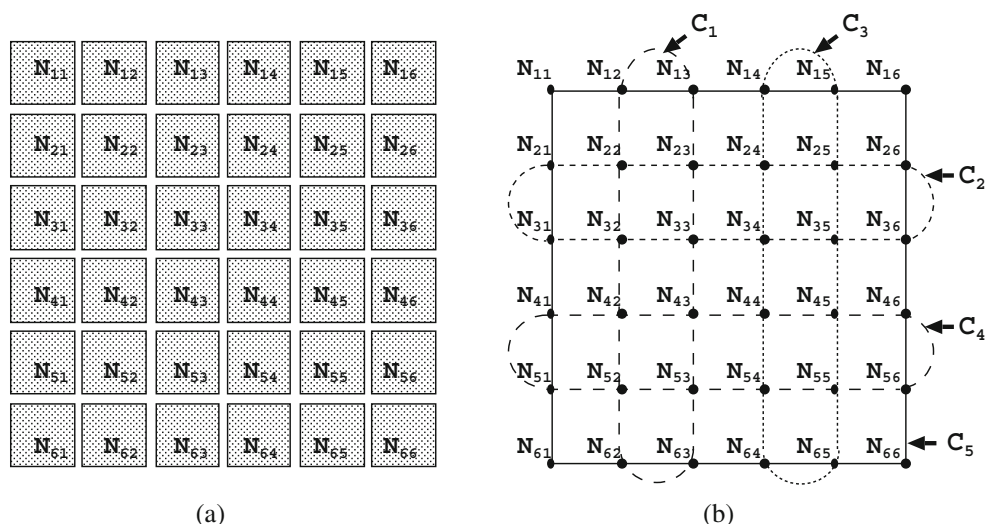 N11 N12 N13 N14 N15 N16
N21 N22 N23 N24 N25 N26
N31 N32 N33 N34 N35 N36
N41 N42 N43 N44 N45 N46
N51 N52 N53 N54 N55 N56
N61 N62 N63 N64 N65 N66
(a)
C1 C3
N11 N12 N13 N14 N15 N16
N21 N22 N23 N24 N25 N26
C2
N31 N32 N33 N34 N35 N36
N41 N42 N43 N44 N45 N46
C4
N51 N52 N53 N54 N55 N56
N61 N62 N63 N64 N65 N66
C5
(b)